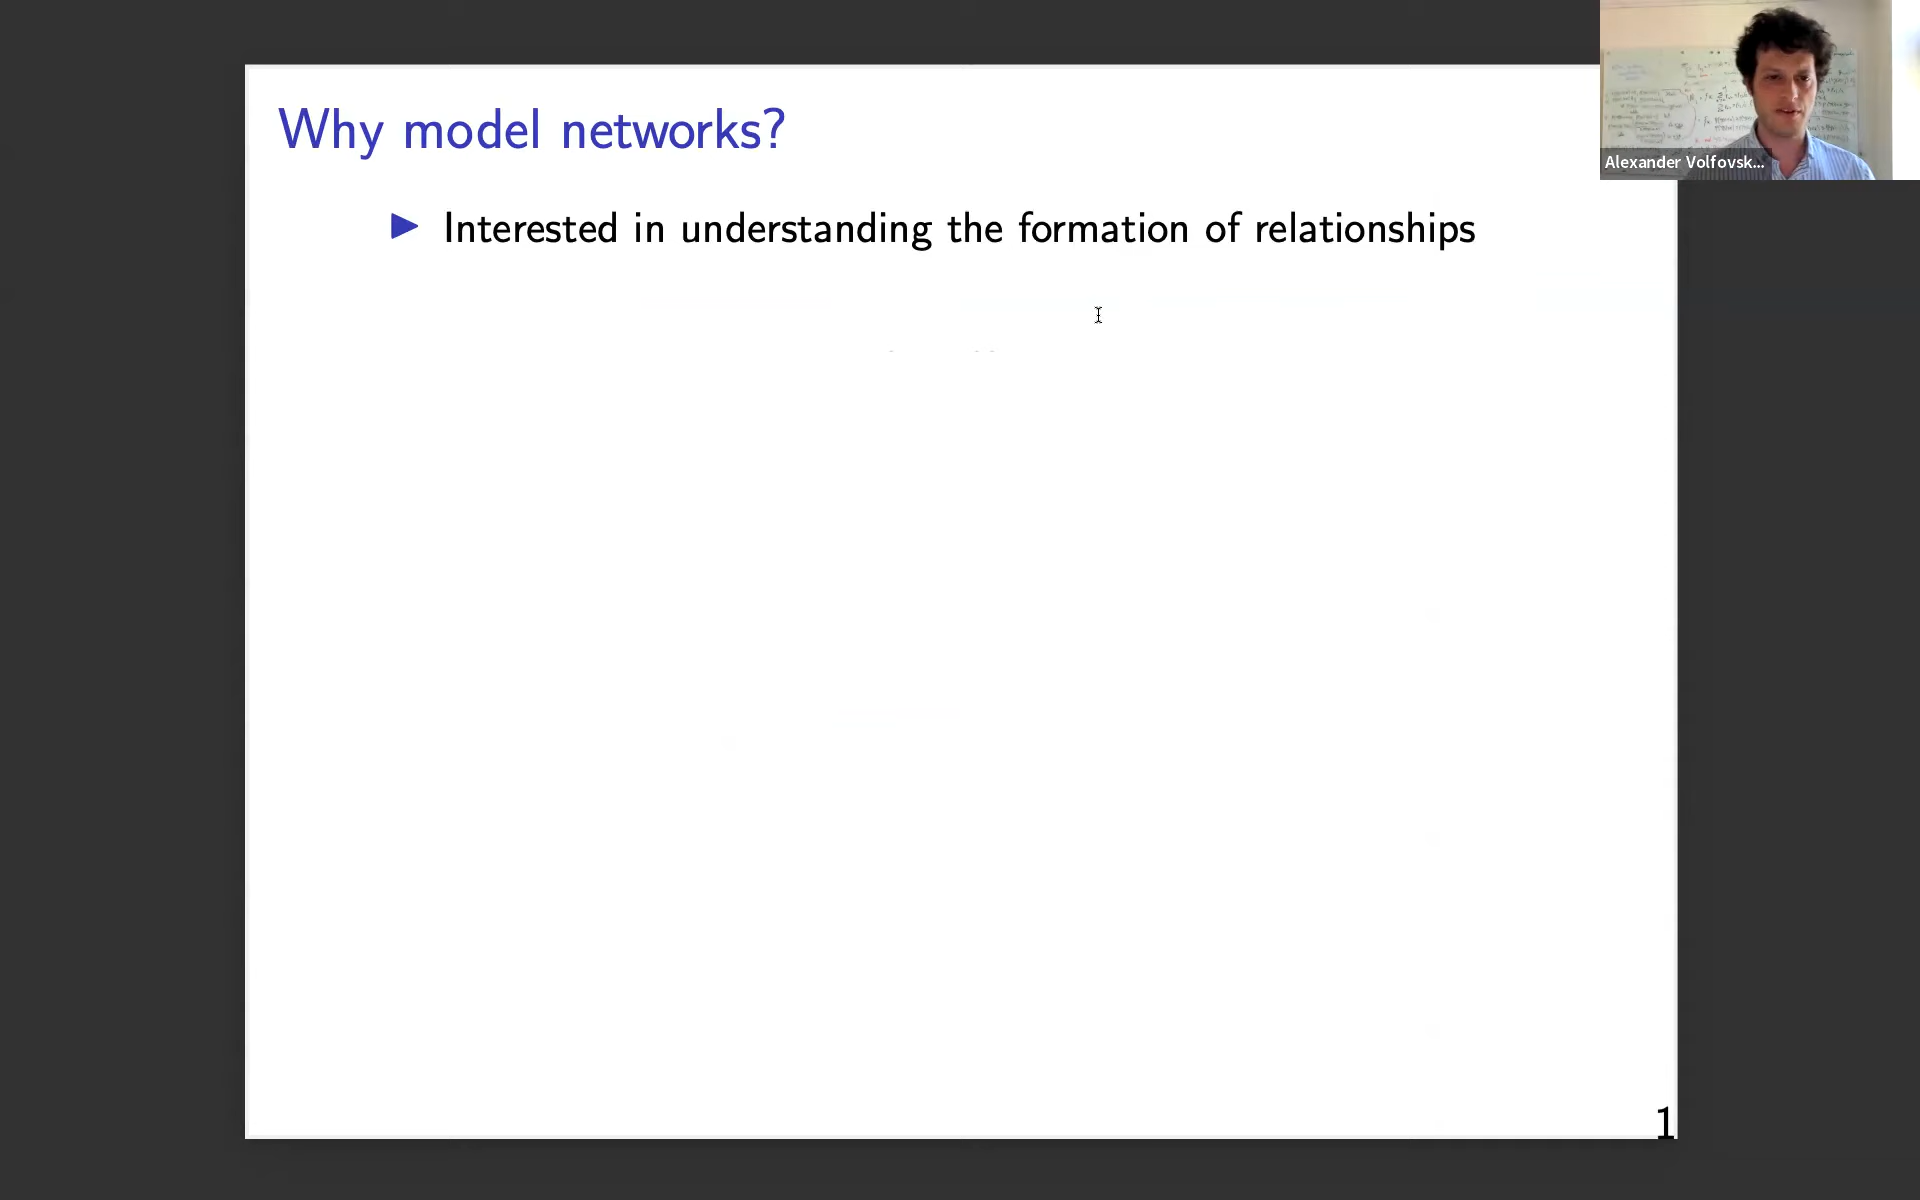 Why model networks?
Interested in understanding the formation of relationships
Alexander Volfovsk...
1